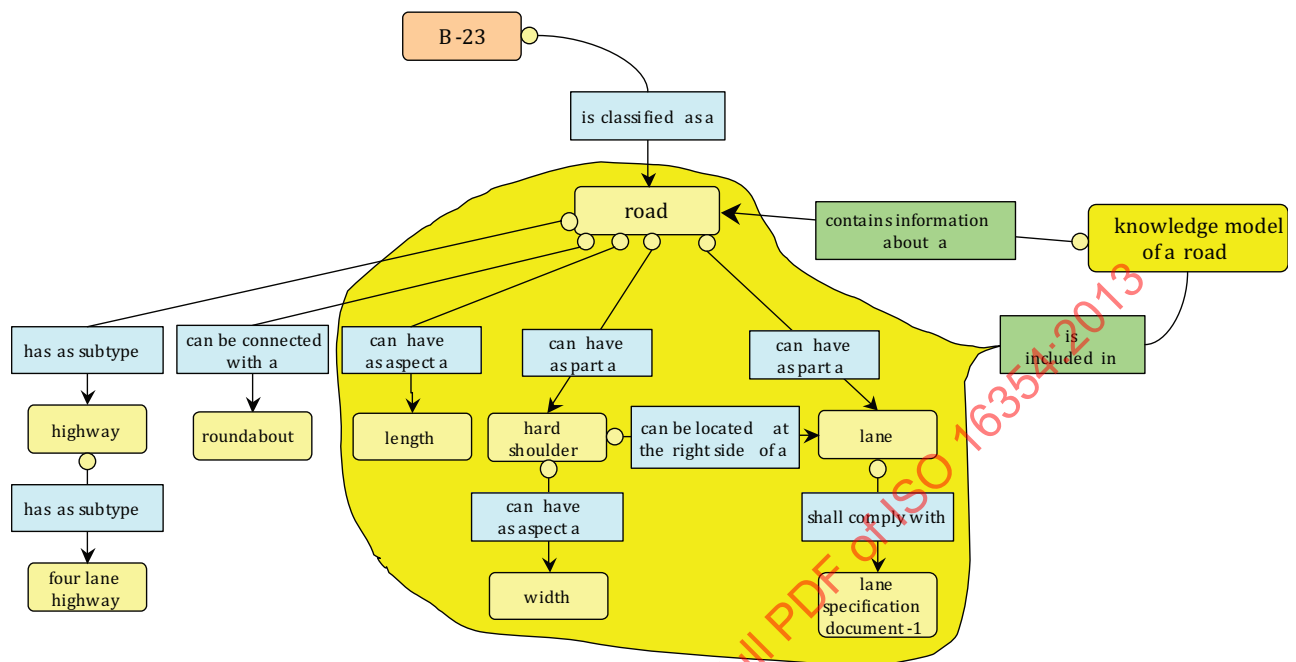 B-23
is classified as a
road
contains information
about a
knowledge model
of a road
has as subtype
can be connected
with a
can have
as aspect a
can have
as part a
can have
as part a
is
included in
highway
roundabout
length
hard
shoulder
can be located at
the right side of a
lane
has as subtype
can have
as aspect a
shall comply with
four lane
highway
width
lane
specification
document-1
ll PDF of ISO 16354:2013